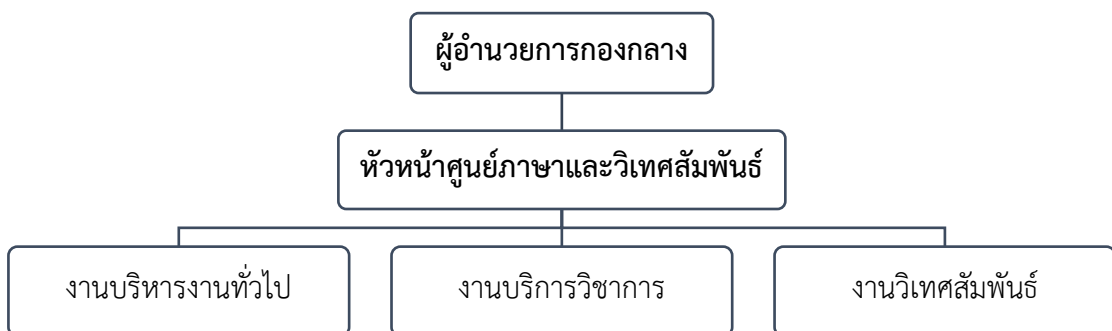 ผู้อำนวยการกองกลาง
หัวหน้าศูนย์ภาษาและวิเทศสัมพันธ์
งานบริหารงานทั่วไป
งานบริการวิชาการ
งานวิเทศสัมพันธ์